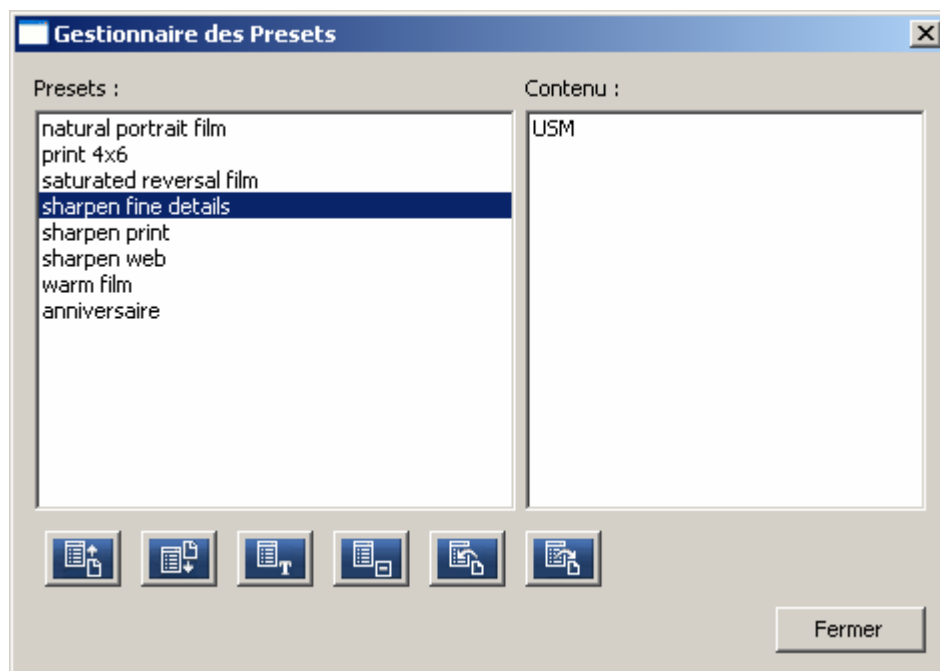 Gestionnaire des Presets
Presets :
natural portrait film
print 4x6
saturated reversal film
sharpen fine details
sharpen print
sharpen web
warm film
anniversaire
Contenu :
USM
T
Fermer